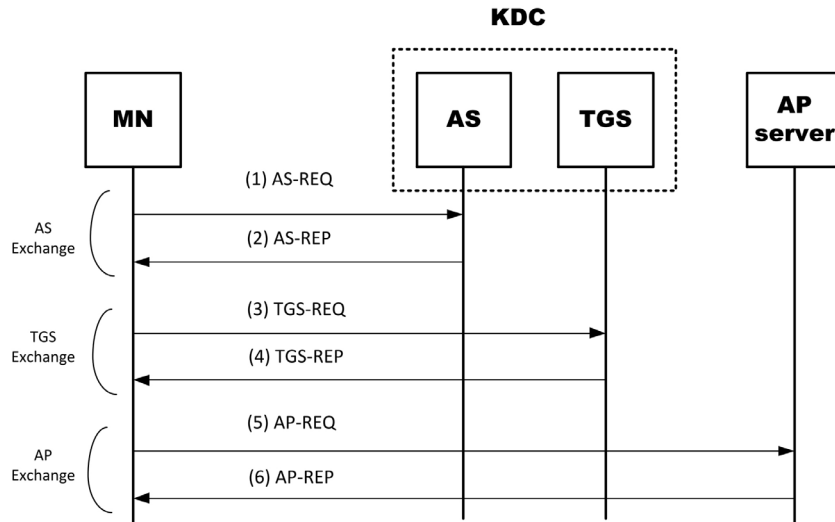 KDC
MN
AS
TGS
AP
server
(1) AS-REQ
AS
Exchange
(2) AS-REP
(3) TGS-REQ
TGS
Exchange
(4) TGS-REP
(5) AP-REQ
AP
Exchange
(6) AP-REP